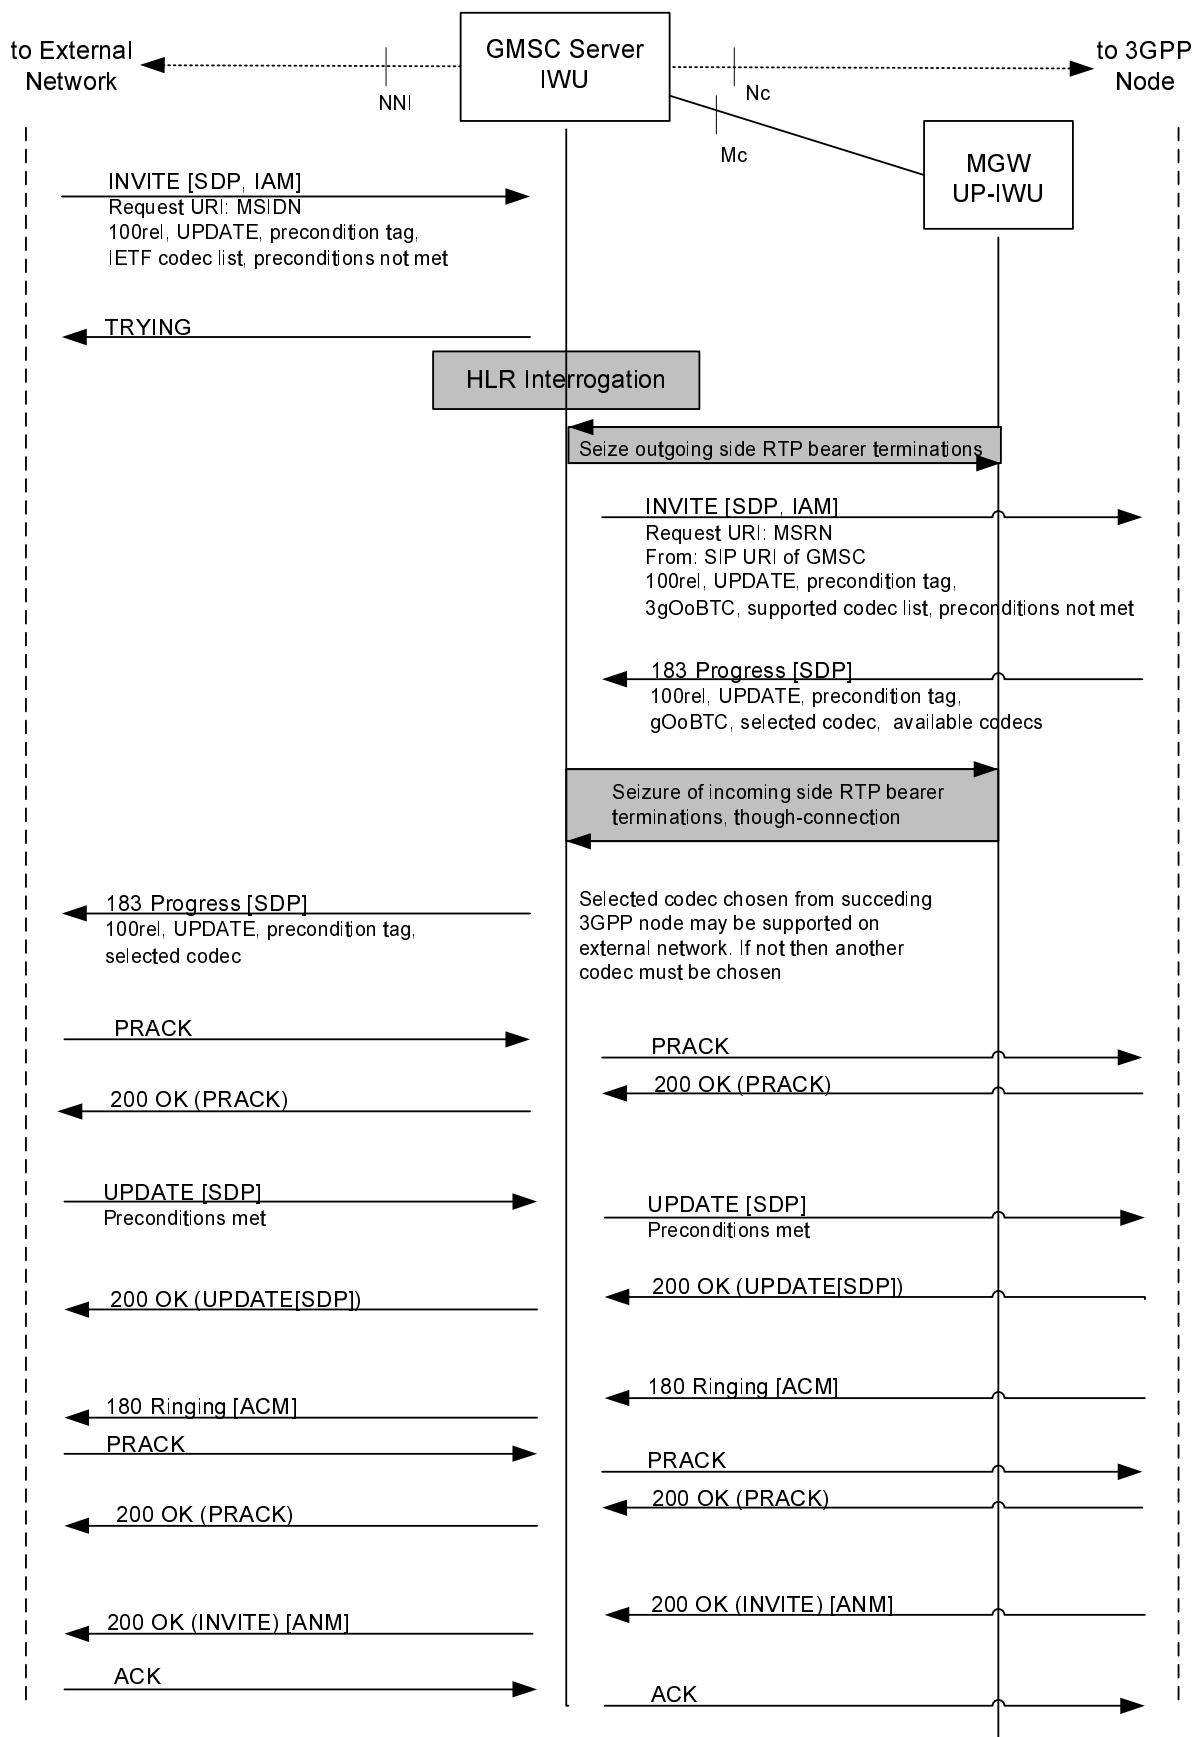 to External
Network
GMSC Server
IWU
to 3GPP
Node
NNI
Nc
Mc
MGW
UP-IWU
INVITE [SDP, IAM]
Request URI: MSIDN
100rel, UPDATE, precondition tag,
IETF codec list, preconditions not met
TRYING
HLR Interrogation
Seize outgoing side RTP bearer terminations
INVITE [SDP, IAM]
Request URI: MSRN
From: SIP URI of GMSC
100rel, UPDATE, precondition tag,
3gOoBTC, supported codec list, preconditions not met
183 Progress [SDP]
100rel, UPDATE, precondition tag,
gOoBTC, selected codec, available codecs
Seizure of incoming side RTP bearer
terminations, though-connection
183 Progress [SDP]
100rel, UPDATE, precondition tag,
selected codec
Selected codec chosen from succeding
3GPP node may be supported on
external network. If not then another
codec must be chosen
PRACK
PRACK
200 OK (PRACK)
200 OK (PRACK)
UPDATE [SDP]
Preconditions met
UPDATE [SDP]
Preconditions met
200 OK (UPDATE[SDP])
200 OK (UPDATE[SDP])
180 Ringing [ACM]
180 Ringing [ACM]
PRACK
PRACK
200 OK (PRACK)
200 OK (PRACK)
200 OK (INVITE) [ANM]
200 OK (INVITE) [ANM]
ACK
ACK